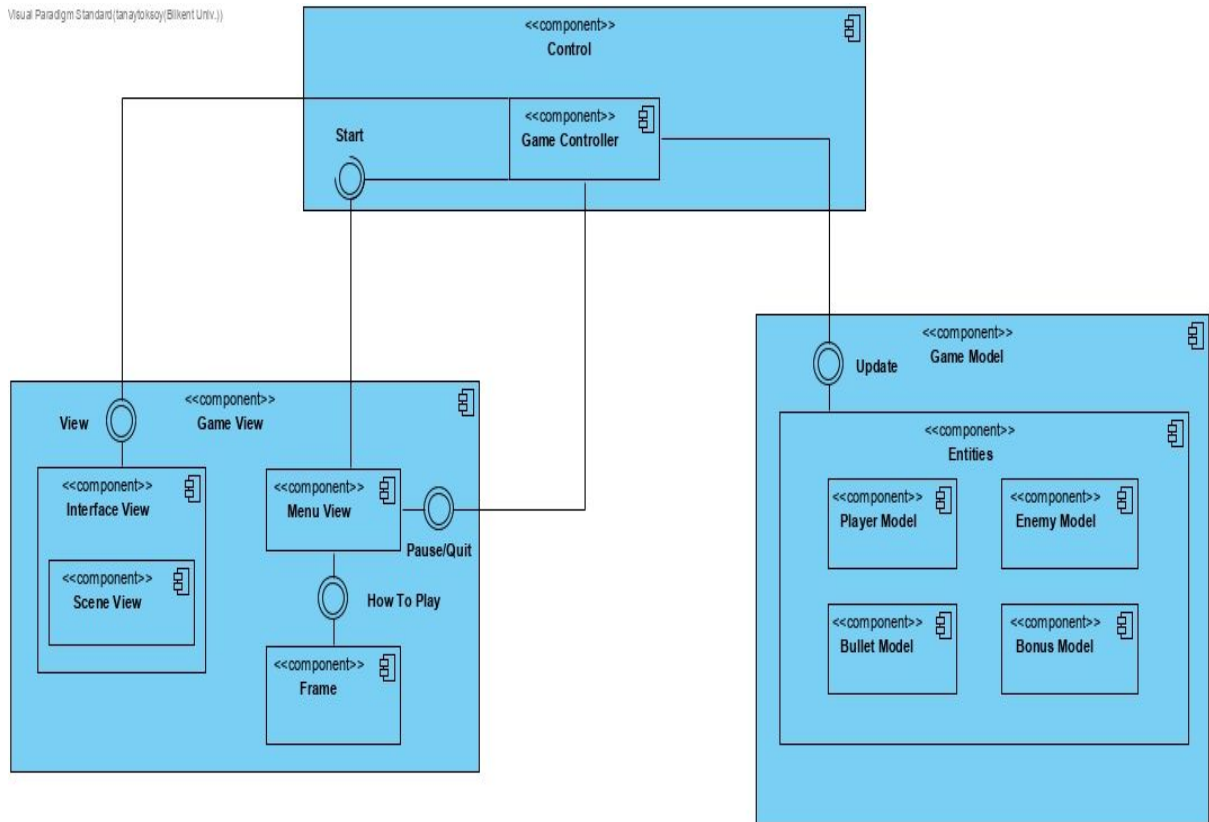 Visual Paradigm Standard(tanaytoksoy(Bilkent Univ.))
<<component>>
Control
<<component>>
Game Controller
Start
<<component>>
Game Model
Update
<<component>>
Entities
<<component>>
Player Model
<<component>>
Enemy Model
<<component>>
Bullet Model
<<component>>
Bonus Model
<<component>>
Game View
View
<<component>>
Interface View
<<component>>
Scene View
<<component>>
Menu View
Pause/Quit
How To Play
<<component>>
Frame